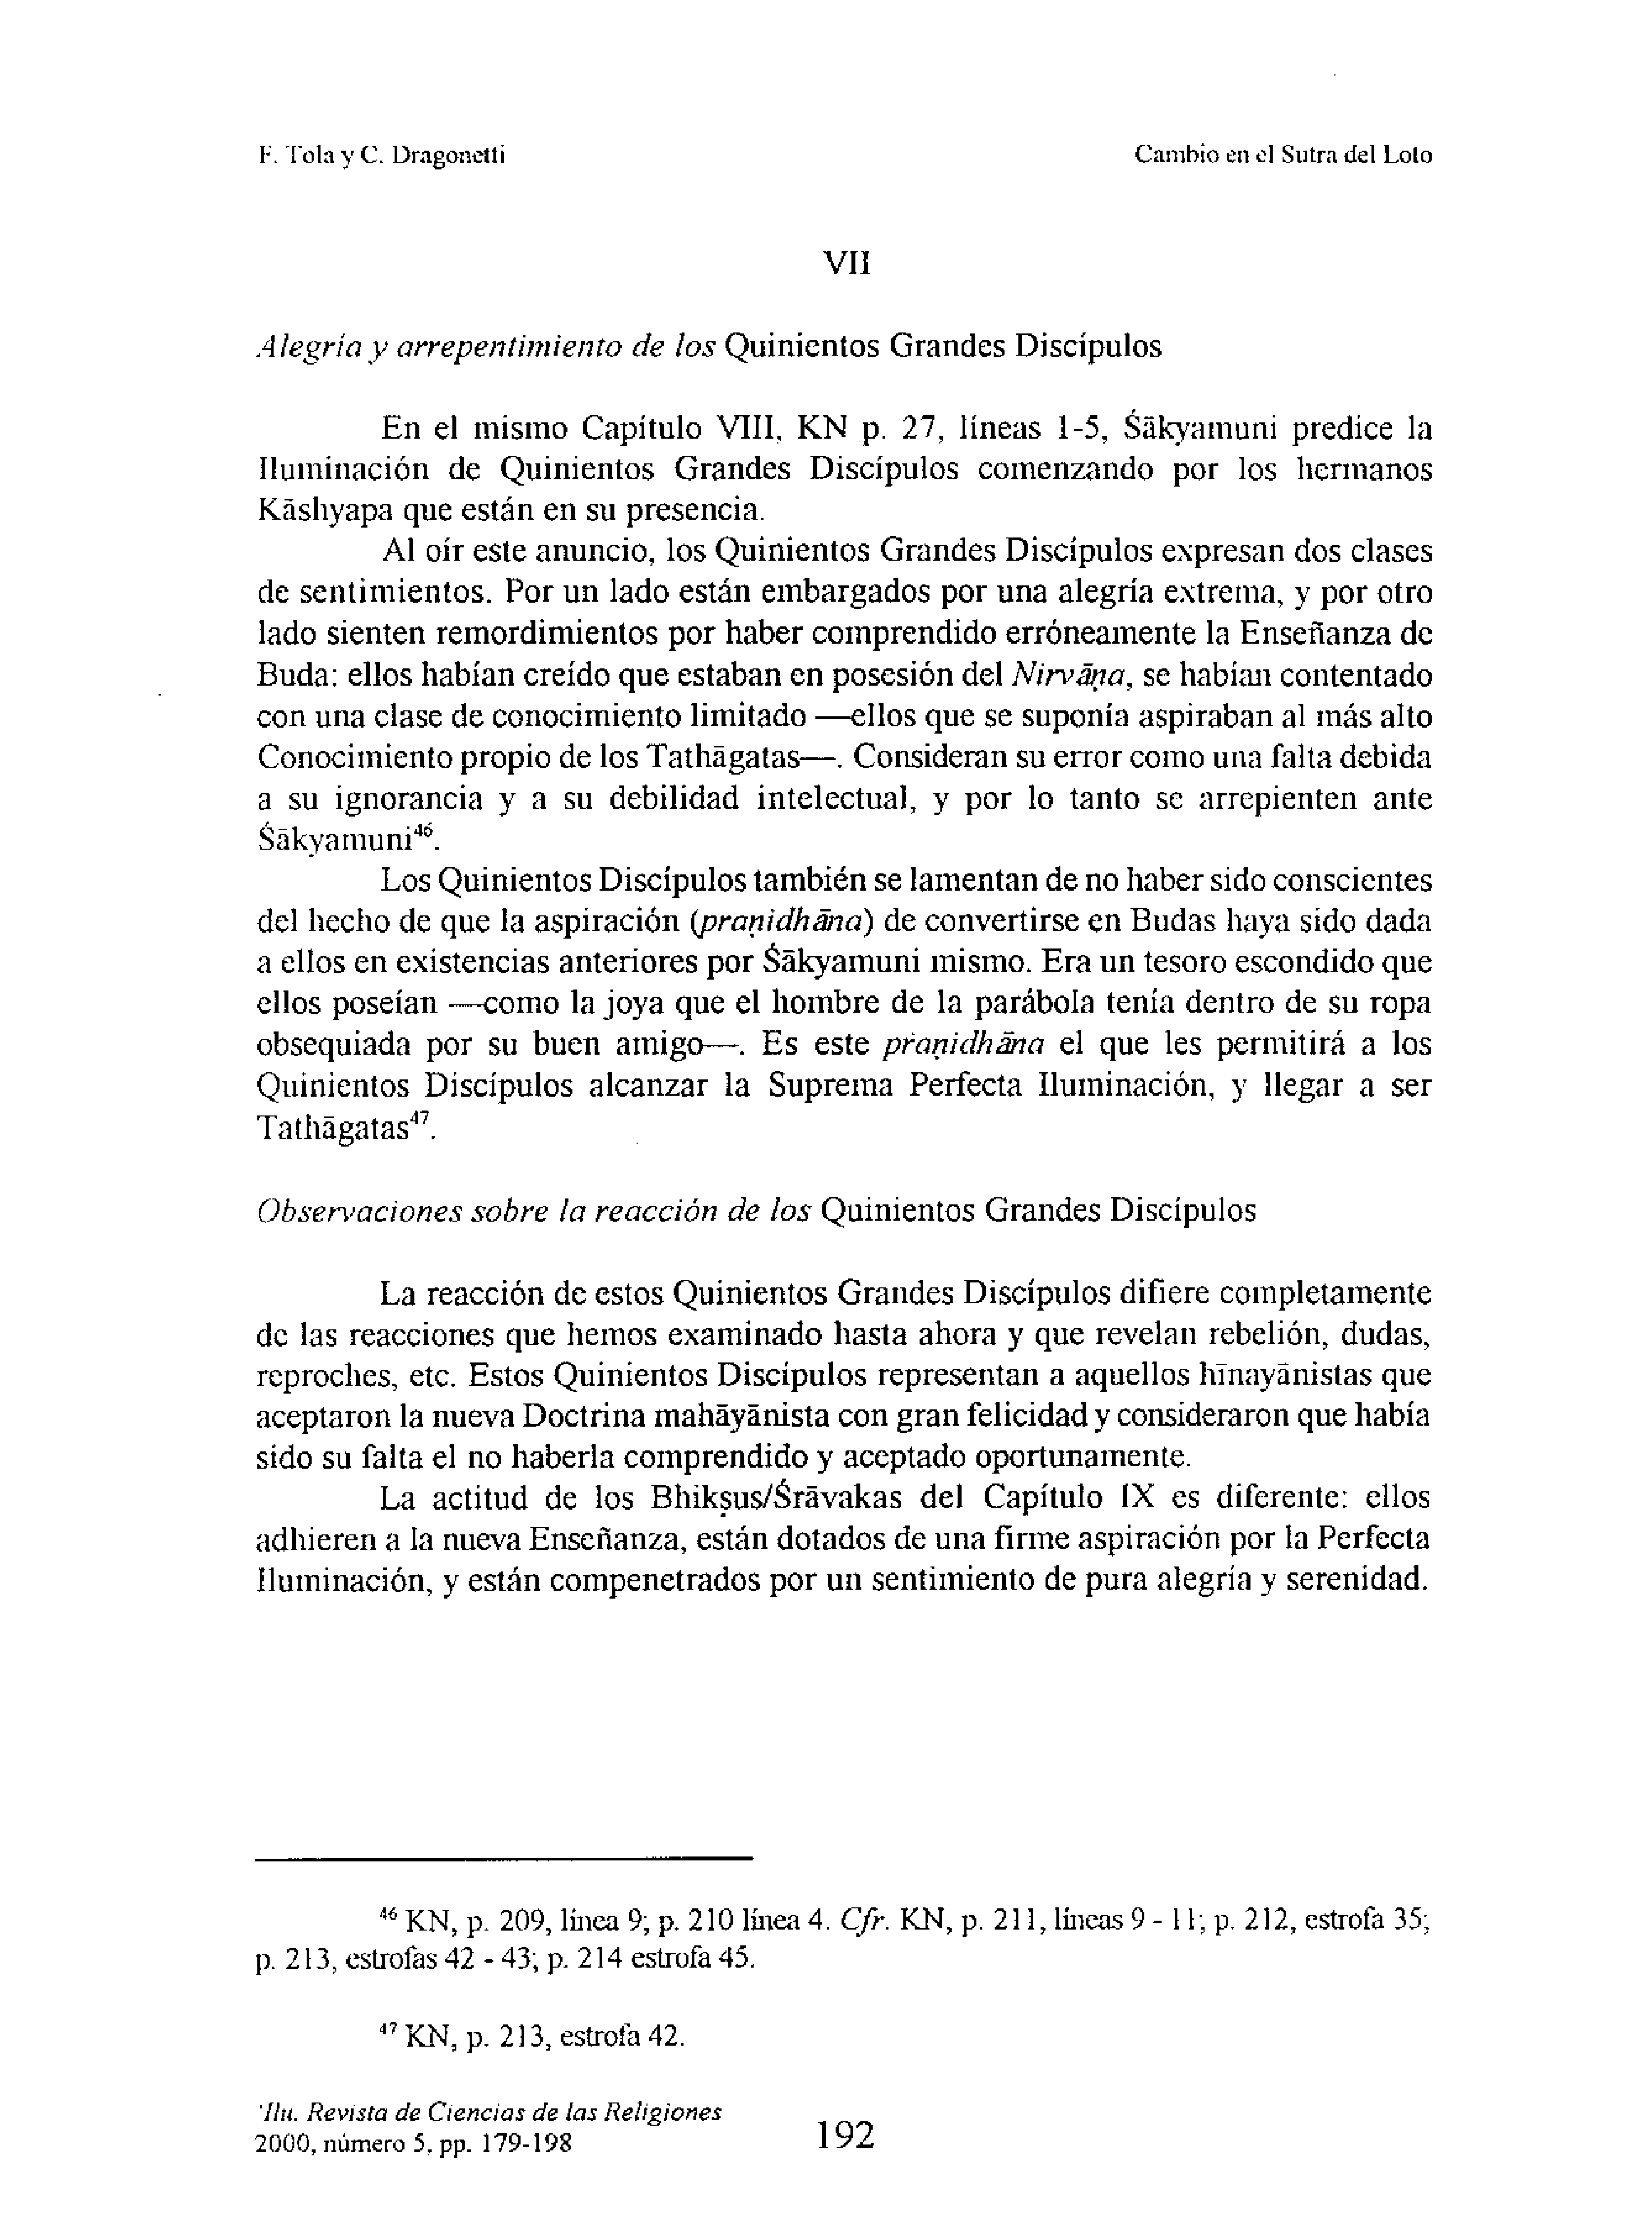 F. Tola y C. Dragonetti
Cambio en el Sutra del Loto
VII
Alegría y arrepentimiento de los Quinientos Grandes Discípulos
En el mismo Capítulo VIII, KN p. 27, líneas 1-5, Śākyamuni predice la
Iluminación de Quinientos Grandes Discípulos comenzando por los hermanos
Kāshyapa que están en su presencia.
Al oír este anuncio, los Quinientos Grandes Discípulos expresan dos clases
de sentimientos. Por un lado están embargados por una alegría extrema, y por otro
lado sienten remordimientos por haber comprendido erróneamente la Enseñanza de
Buda: ellos habían creído que estaban en posesión del Nirvāṇa, se habían contentado
con una clase de conocimiento limitado —ellos que se suponía aspiraban al más alto
Conocimiento propio de los Tathāgatas—. Consideran su error como una falta debida
a su ignorancia y a su debilidad intelectual, y por lo tanto se arrepienten ante
Śākyamuni⁴⁶.
Los Quinientos Discípulos también se lamentan de no haber sido conscientes
del hecho de que la aspiración (praṇidhāna) de convertirse en Budas haya sido dada
a ellos en existencias anteriores por Śākyamuni mismo. Era un tesoro escondido que
ellos poseían —como la joya que el hombre de la parábola tenía dentro de su ropa
obsequiada por su buen amigo—. Es este praṇidhāna el que les permitirá a los
Quinientos Discípulos alcanzar la Suprema Perfecta Iluminación, y llegar a ser
Tathāgatas⁴⁷.
Observaciones sobre la reacción de los Quinientos Grandes Discípulos
La reacción de estos Quinientos Grandes Discípulos difiere completamente
de las reacciones que hemos examinado hasta ahora y que revelan rebelión, dudas,
reproches, etc. Estos Quinientos Discípulos representan a aquellos hīnayānistas que
aceptaron la nueva Doctrina mahāyānista con gran felicidad y consideraron que había
sido su falta el no haberla comprendido y aceptado oportunamente.
La actitud de los Bhikṣus/Śrāvakas del Capítulo IX es diferente: ellos
adhieren a la nueva Enseñanza, están dotados de una firme aspiración por la Perfecta
Iluminación, y están compenetrados por un sentimiento de pura alegría y serenidad.
⁴⁶ KN, p. 209, línea 9; p. 210 línea 4. Cfr. KN, p. 211, líneas 9 - 11; p. 212, estrofa 35;
p. 213, estrofas 42 - 43; p. 214 estrofa 45.
⁴⁷ KN, p. 213, estrofa 42.
'Ilu. Revista de Ciencias de las Religiones
2000, número 5, pp. 179-198
192